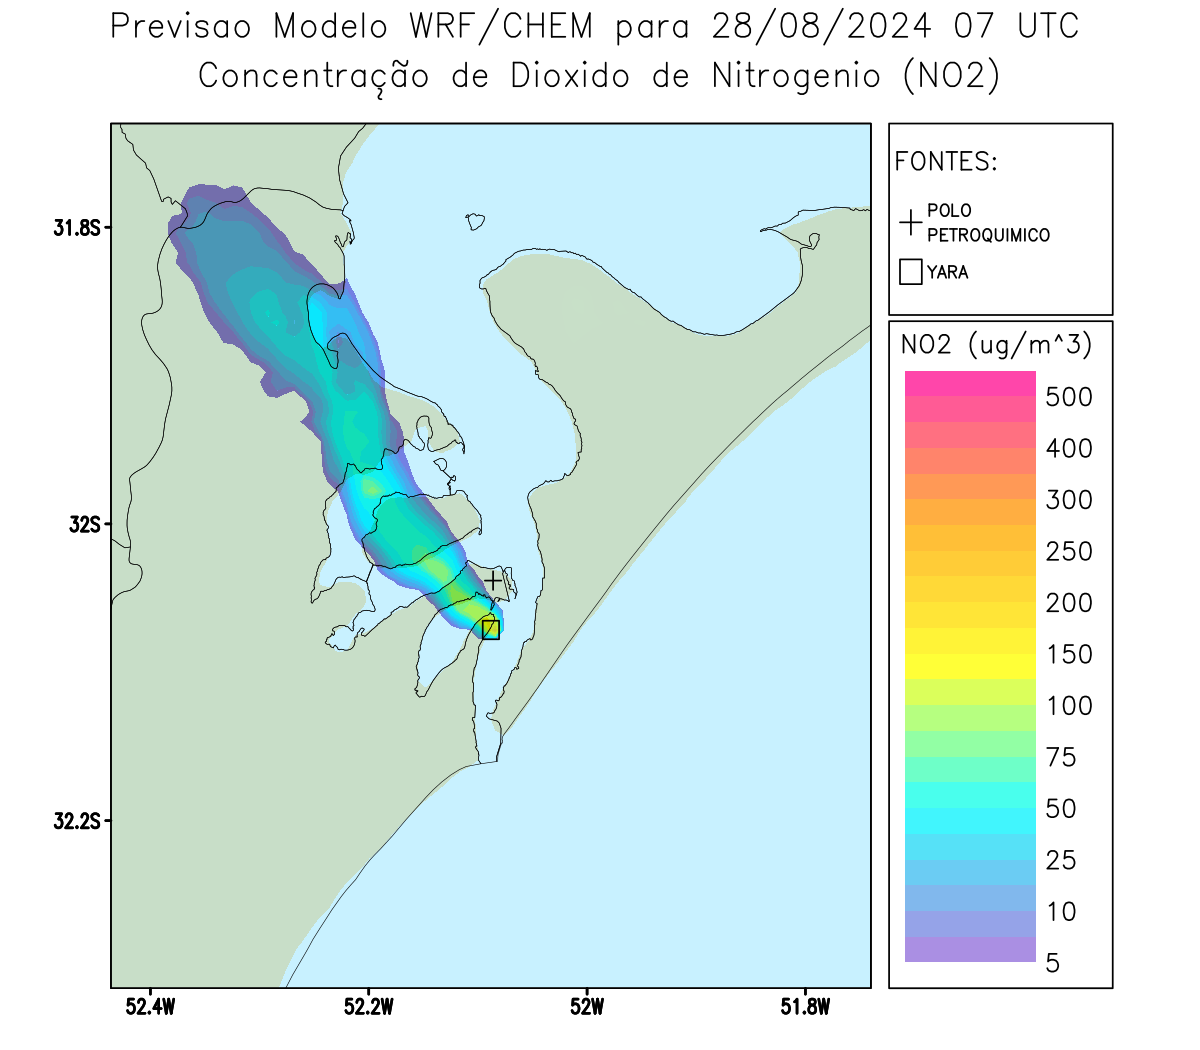 Previsao Modelo WRF/CHEM para 28/08/2024 07 UTC
Concentração de Dioxido de Nitrogenio (NO2)
FONTES:
POLO
PETROQUIMICO
YARA
NO2 (ug/m^3)
500
400
300
250
200
150
100
75
50
25
10
5
31.8S
32S
32.2S
52.4W
52.2W
52W
51.8W